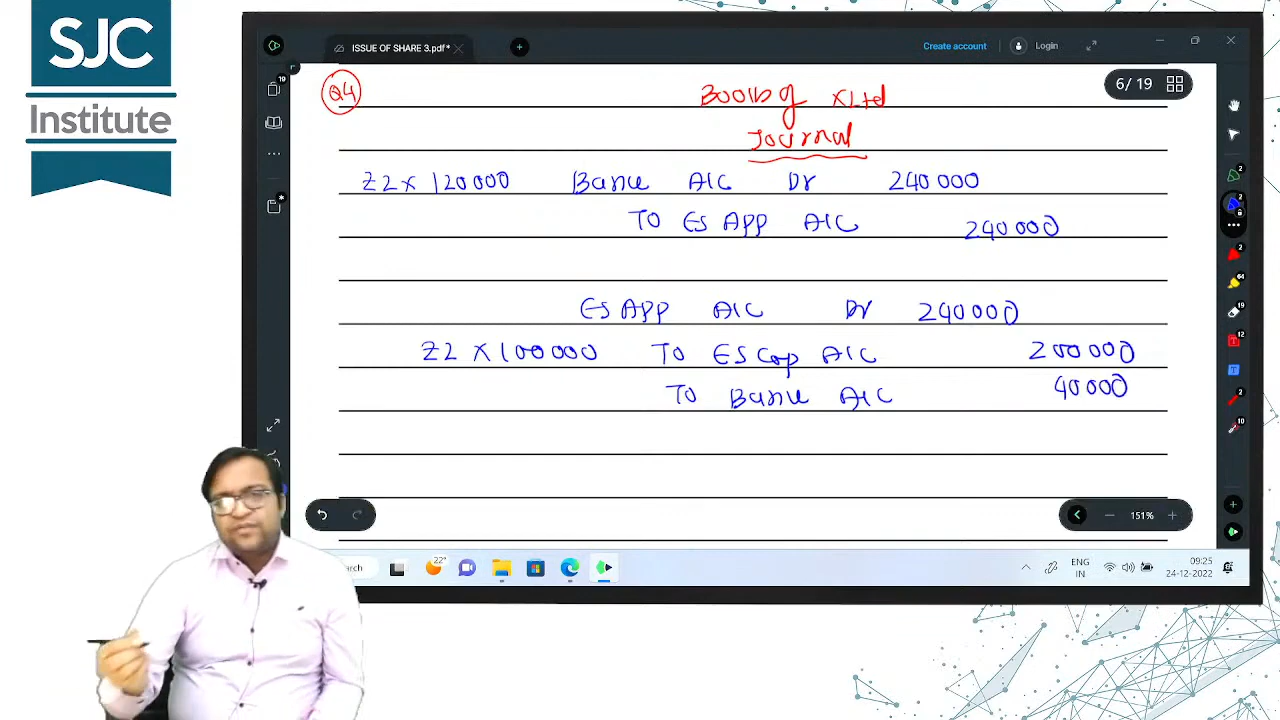 SJC
Institute
ISSUE OF SHARE 3.pdf*
Create account
Login
6/ 19
Q4
Books of X Ltd
Journal
₹2 x 120000 Bank A/C Dr 240000
TO ES APP A/C 240000
ES APP A/C Dr 240000
₹2 X 100000 To ES Cap A/C 200000
To Bank A/C 40000
151%
arch
22°
ENG
IN
09:25
24-12-2022